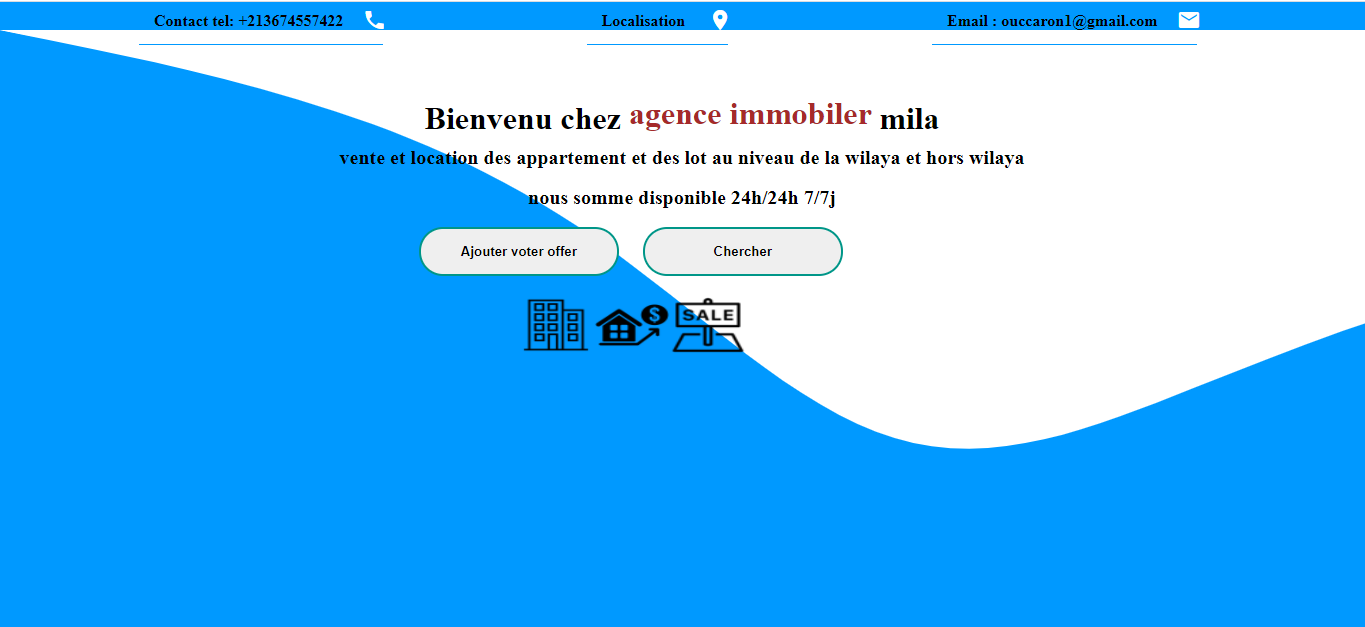 Contact tel: +213674557422
Localisation
Email : ouccaron1@gmail.com
Bienvenu chez agence immobiler mila
vente et location des appartement et des lot au niveau de la wilaya et hors wilaya
nous somme disponible 24h/24h 7/7j
Ajouter voter offer
Chercher
$
SALE